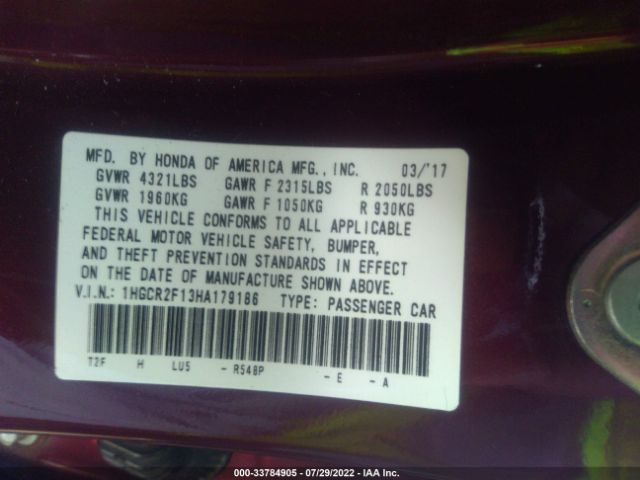 MFD. BY HONDA OF AMERICA MFG., INC. 03/'17
GVWR 4321LBS GAWR F 2315LBS R 2050LBS
GVWR 1960KG GAWR F 1050KG R 930KG
THIS VEHICLE CONFORMS TO ALL APPLICABLE
FEDERAL MOTOR VEHICLE SAFETY, BUMPER,
AND THEFT PREVENTION STANDARDS IN EFFECT
ON THE DATE OF MANUFACTURE SHOWN ABOVE.
V.I.N.: 1HGCR2F13HA179186 TYPE: PASSENGER CAR
T2F H LU5 - R548P - E - A
000-33784905 - 07/29/2022 - IAA Inc.